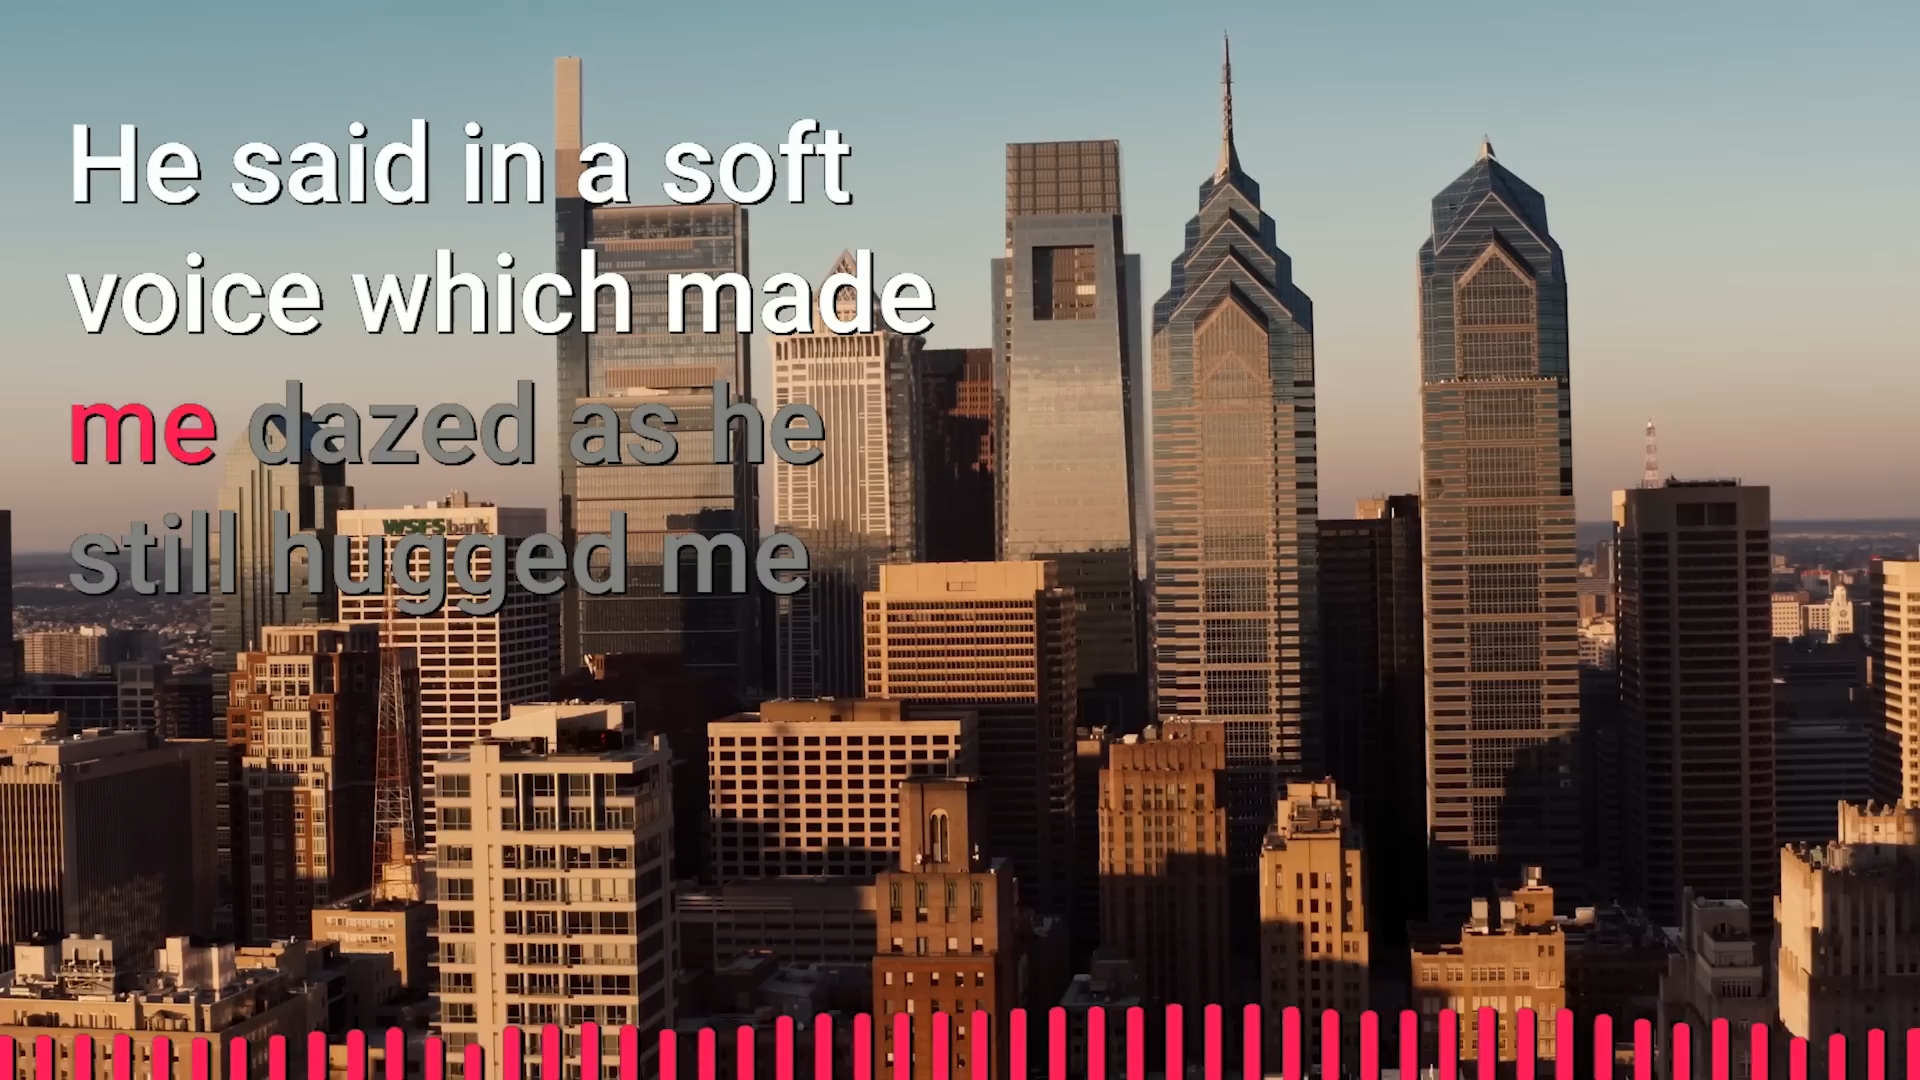 He said in a soft
voice which made
me dazed as he
still hugged me
WSFS bank